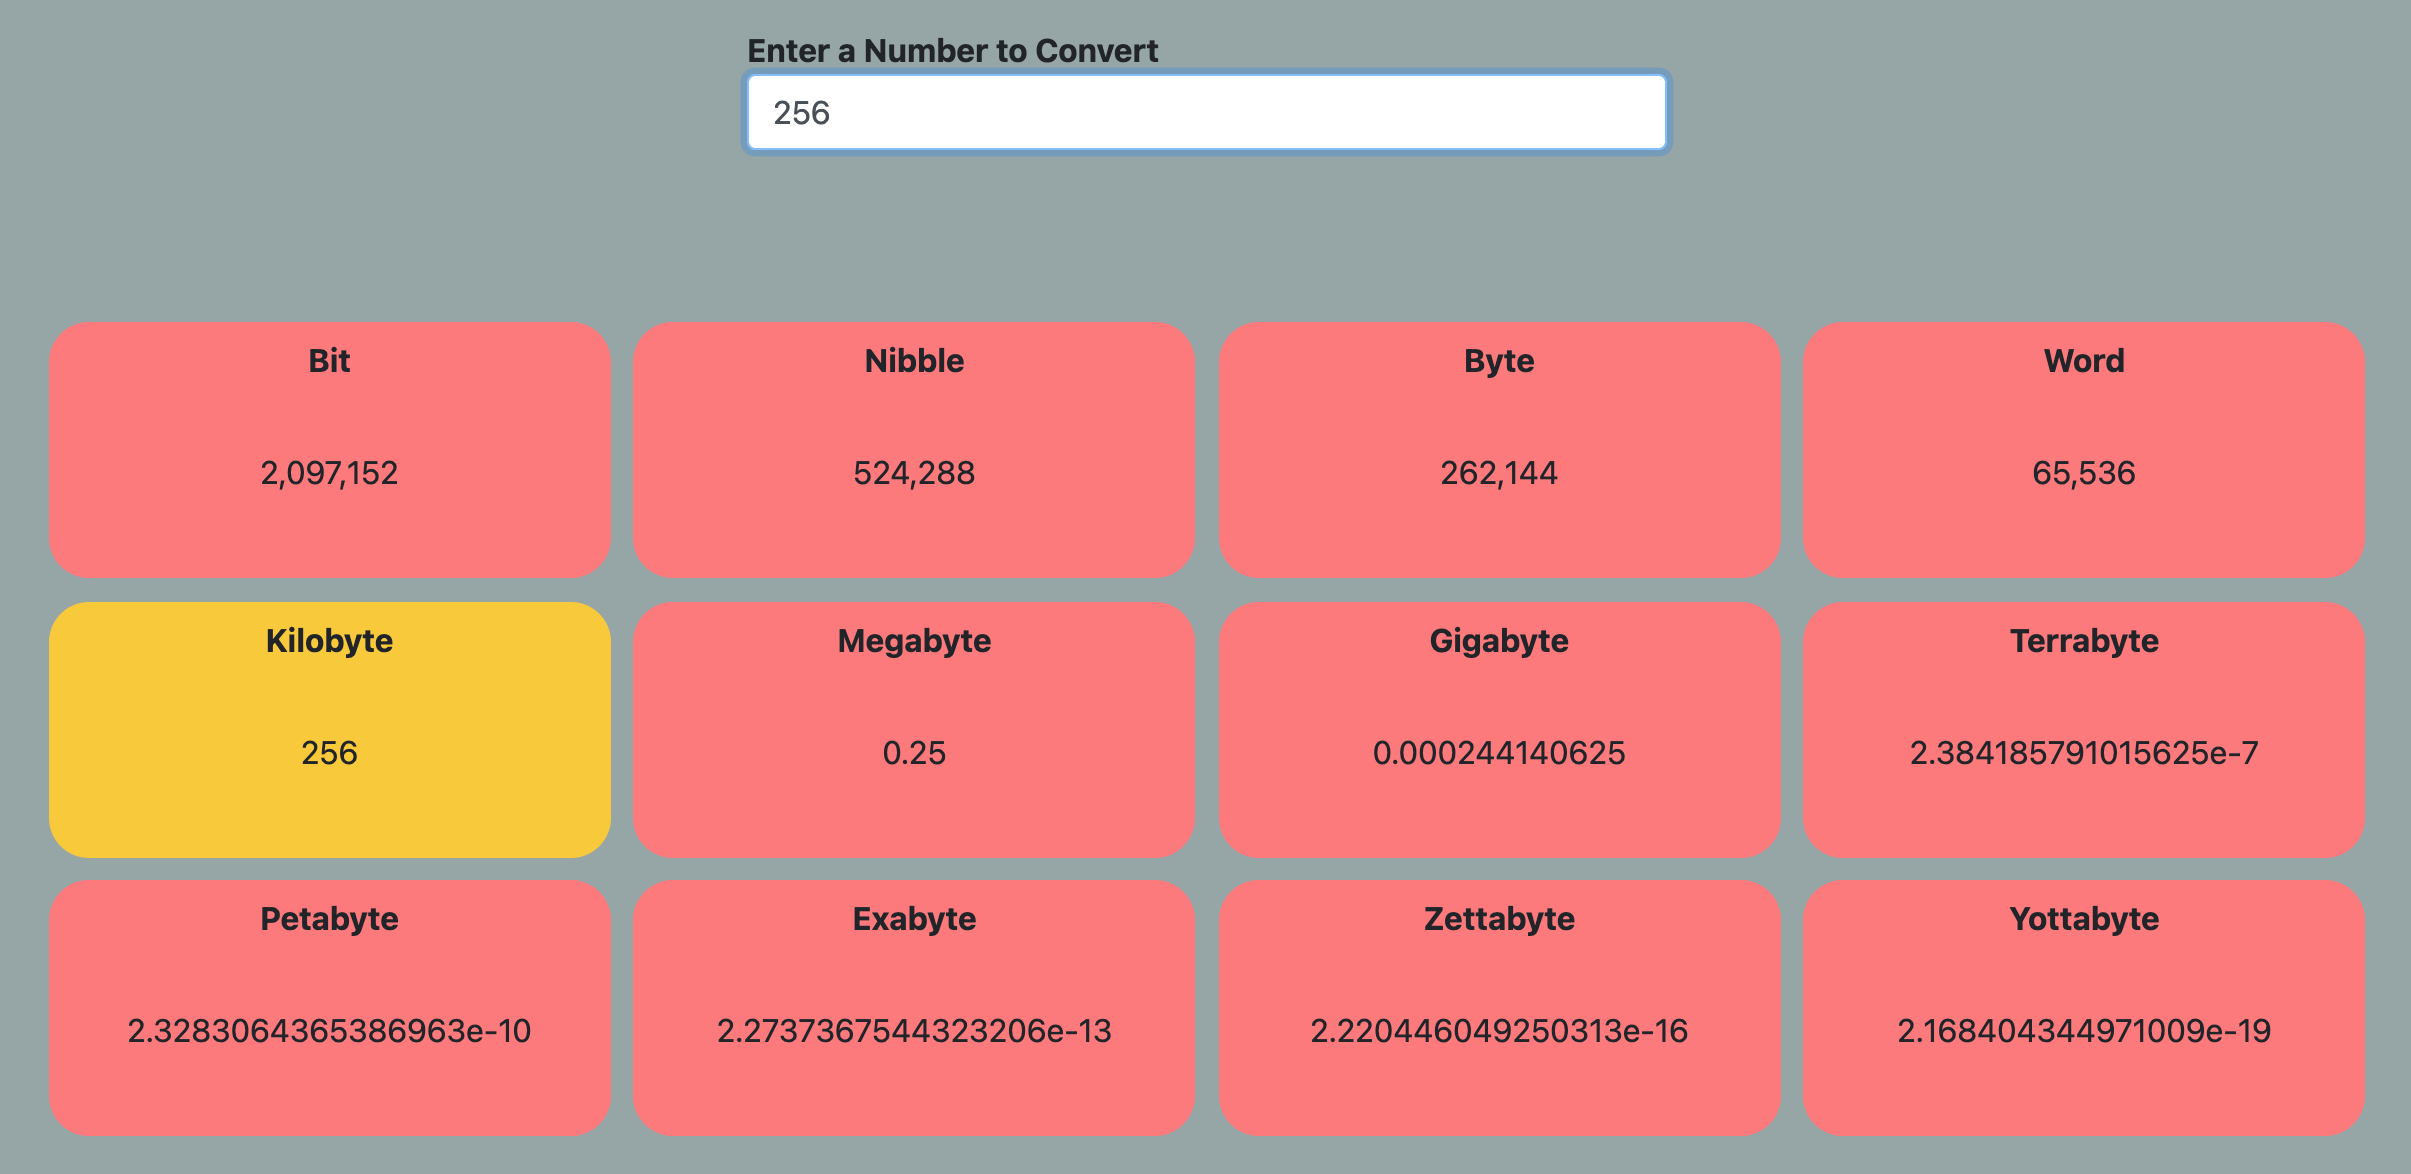 Enter a Number to Convert
256
Bit
2,097,152
Nibble
524,288
Byte
262,144
Word
65,536
Kilobyte
256
Megabyte
0.25
Gigabyte
0.000244140625
Terrabyte
2.384185791015625e-7
Petabyte
2.3283064365386963e-10
Exabyte
2.2737367544323206e-13
Zettabyte
2.220446049250313e-16
Yottabyte
2.168404344971009e-19